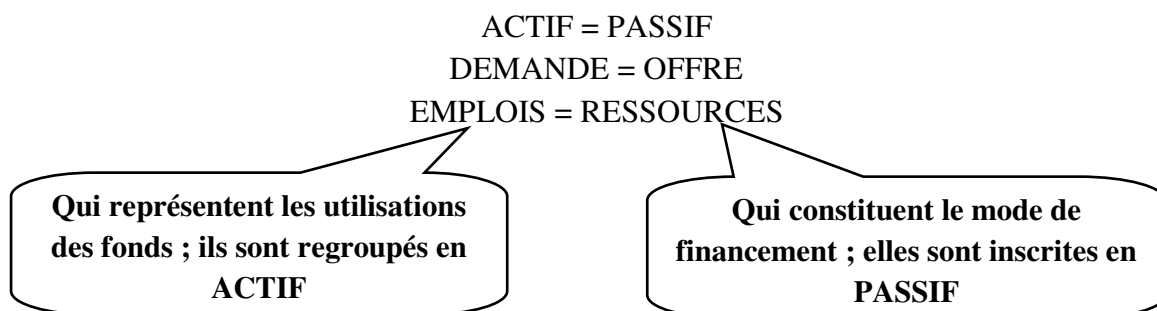 ACTIF = PASSIF
DEMANDE = OFFRE
EMPLOIS = RESSOURCES
Qui représentent les utilisations
des fonds ; ils sont regroupés en
ACTIF
Qui constituent le mode de
financement ; elles sont inscrites en
PASSIF